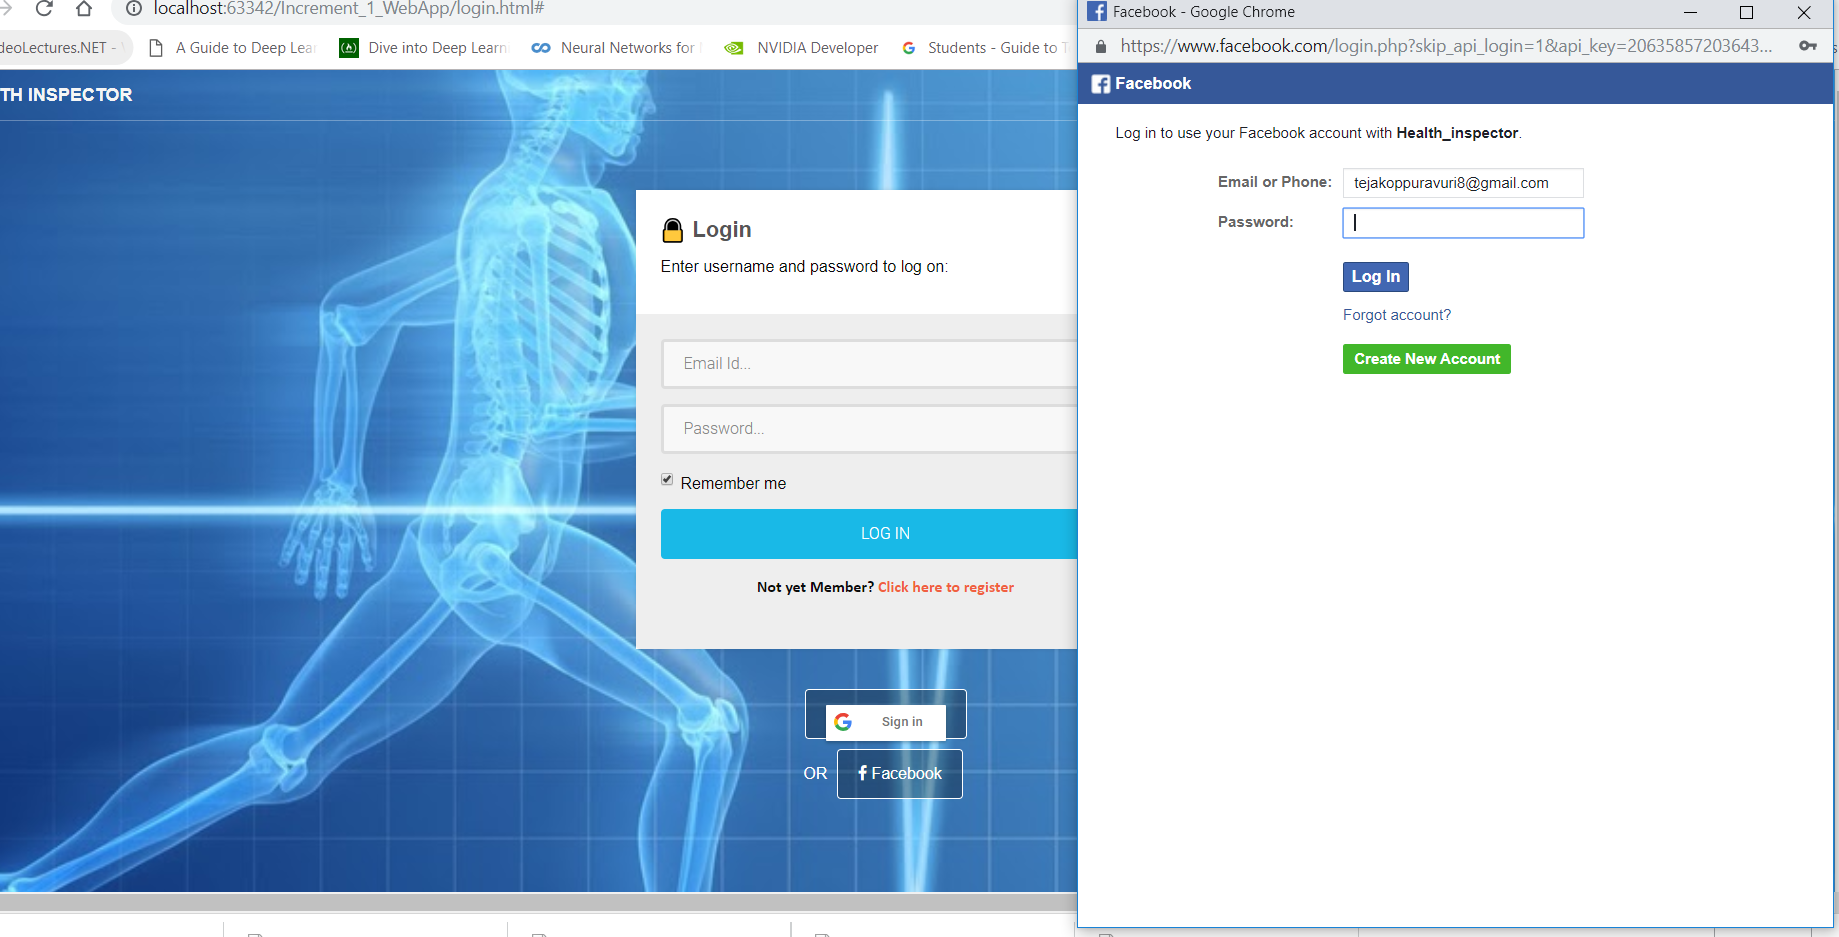 localhost:63342/Increment_1_WebApp/login.html#
deoLectures.NET -
A Guide to Deep Lear
Dive into Deep Learn
Neural Networks for
NVIDIA Developer
Students - Guide to T
TH INSPECTOR
Login
Enter username and password to log on:
Email Id...
Password...
Remember me
LOG IN
Not yet Member? Click here to register
Sign in
OR
Facebook
Facebook - Google Chrome
https://www.facebook.com/login.php?skip_api_login=1&api_key=20635857203643...
Facebook
Log in to use your Facebook account with Health_inspector.
Email or Phone: tejakoppuravuri8@gmail.com
Password:
Log In
Forgot account?
Create New Account